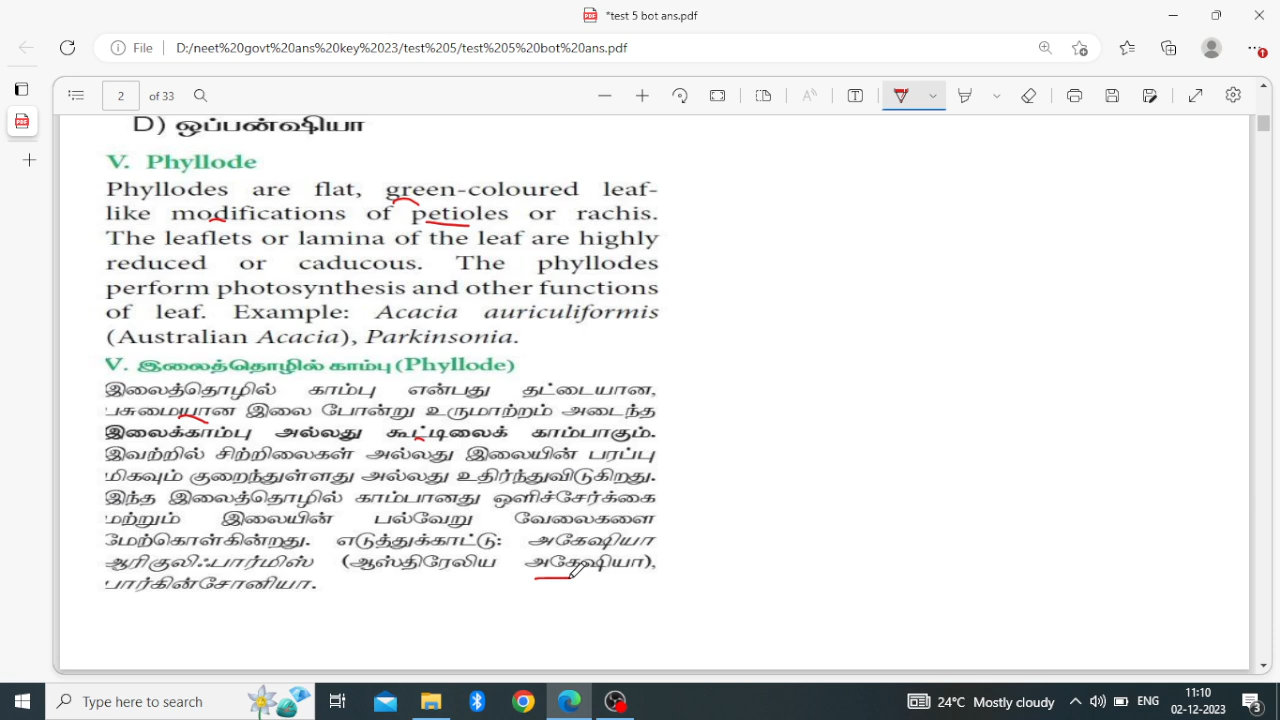 *test 5 bot ans.pdf
File D:/neet%20govt%20ans%20key%202023/test%205/test%205%20bot%20ans.pdf
2 of 33
D) ஒப்பன்ஷியா
V. Phyllode
Phyllodes are flat, green-coloured leaf-
like modifications of petioles or rachis.
The leaflets or lamina of the leaf are highly
reduced or caducous. The phyllodes
perform photosynthesis and other functions
of leaf. Example: Acacia auriculiformis
(Australian Acacia), Parkinsonia.
V. இலைத்தொழில் காம்பு (Phyllode)
இலைத்தொழில் காம்பு என்பது தட்டையான,
பசுமையான இலை போன்று உருமாற்றம் அடைந்த
இலைக்காம்பு அல்லது கூட்டிலைக் காம்பாகும்.
இவற்றில் சிற்றிலைகள் அல்லது இலையின் பரப்பு
மிகவும் குறைந்துள்ளது அல்லது உதிர்ந்துவிடுகிறது.
இந்த இலைத்தொழில் காம்பானது ஒளிச்சேர்க்கை
மற்றும் இலையின் பல்வேறு வேலைகளை
மேற்கொள்கின்றது. எடுத்துக்காட்டு: அகேஷியா
ஆரிகுலிஃபார்மிஸ் (ஆஸ்திரேலிய அகேஷியா),
பார்கின்சோனியா.
Type here to search
24°C Mostly cloudy ENG 11:10
02-12-2023 3